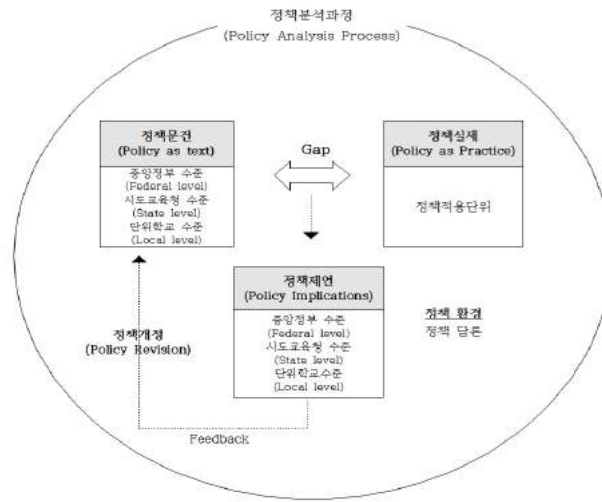 정책분석과정
(Policy Analysis Process)
정책문건
(Policy as text)
중앙정부 수준
(Federal level)
시도교육청 수준
(State level)
단위학교 수준
(Local level)
Gap
정책실재
(Policy as Practice)
정책적용단위
정책제언
(Policy Implications)
중앙정부 수준
(Federal level)
시도교육청 수준
(State level)
단위학교수준
(Local level)
정책 환경
정책 담론
정책개정
(Policy Revision)
Feedback